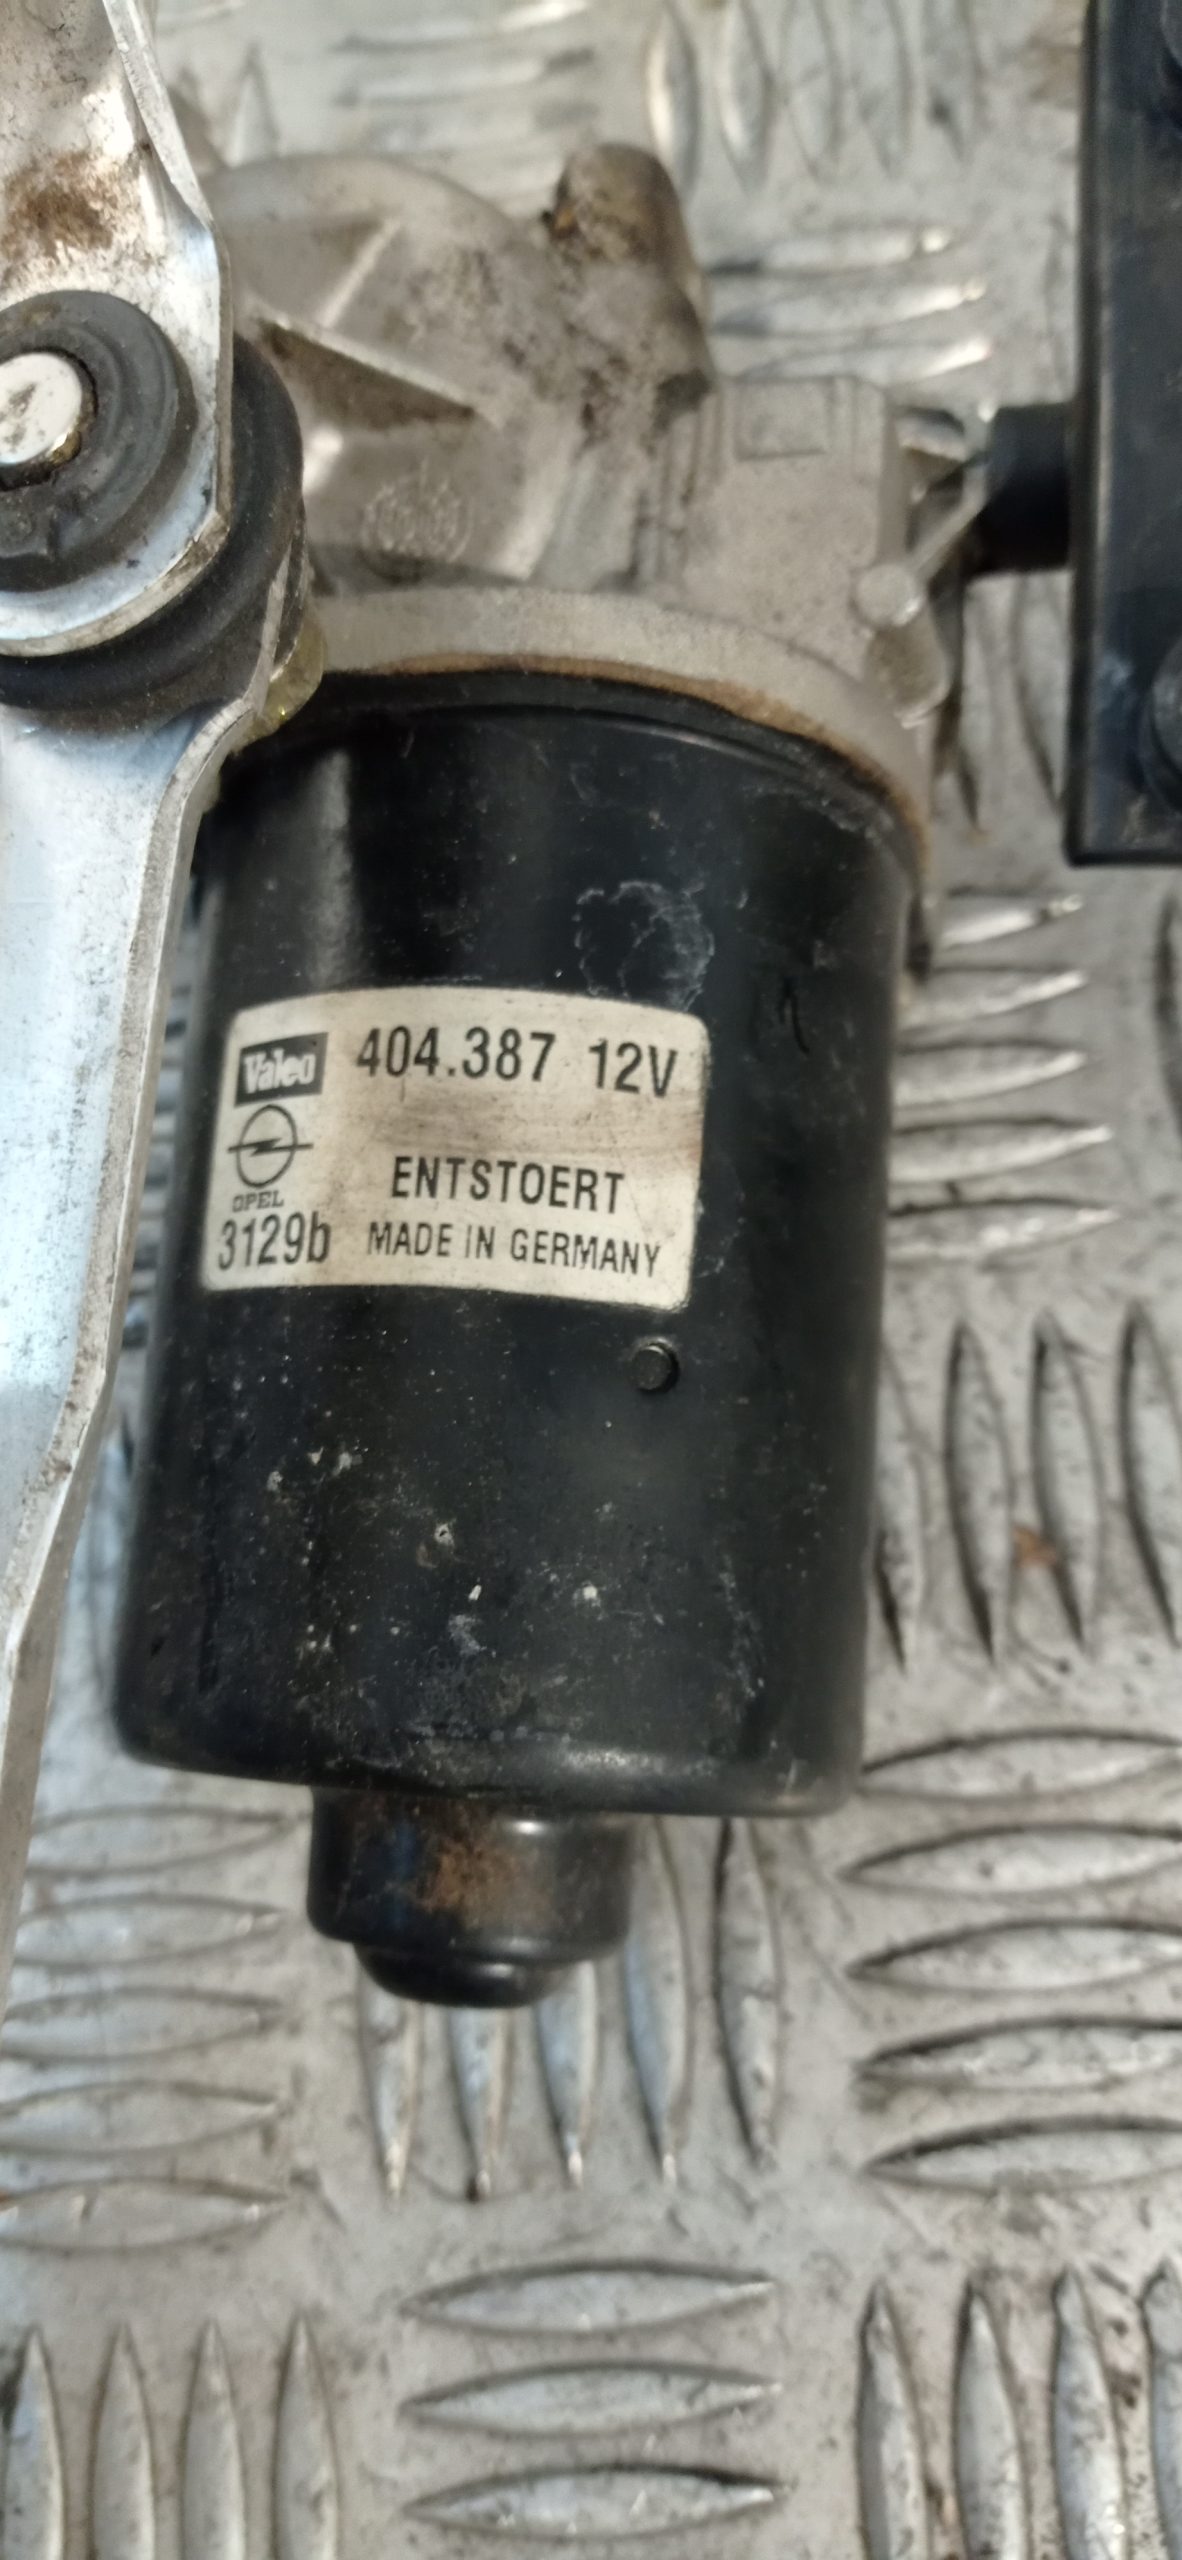 Valeo 404.387 12V
OPEL ENTSTOERT
3129b MADE IN GERMANY